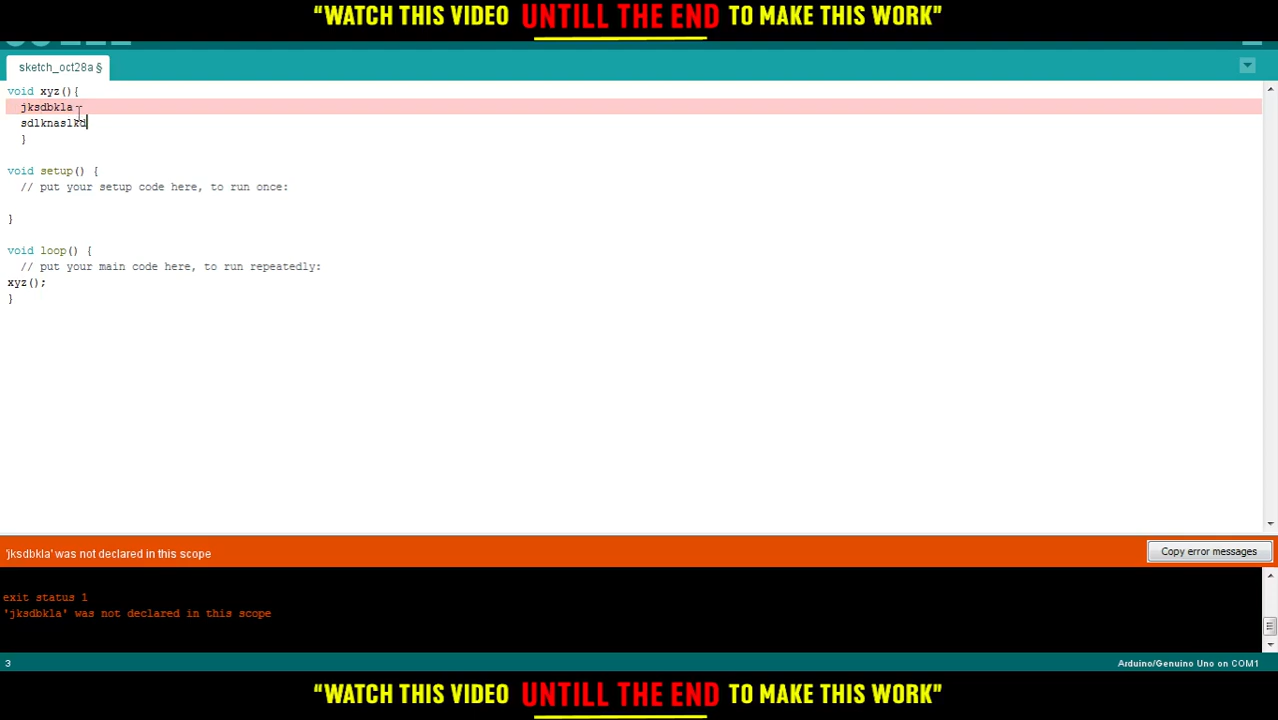 “WATCH THIS VIDEO UNTILL THE END TO MAKE THIS WORK”
sketch_oct28a §
void xyz(){
jksdbkla
sdlknaslkd
}
void setup() {
// put your setup code here, to run once:
}
void loop() {
// put your main code here, to run repeatedly:
xyz();
}
'jksdbkla' was not declared in this scope
Copy error messages
exit status 1
'jksdbkla' was not declared in this scope
3
Arduino/Genuino Uno on COM1
“WATCH THIS VIDEO UNTILL THE END TO MAKE THIS WORK”